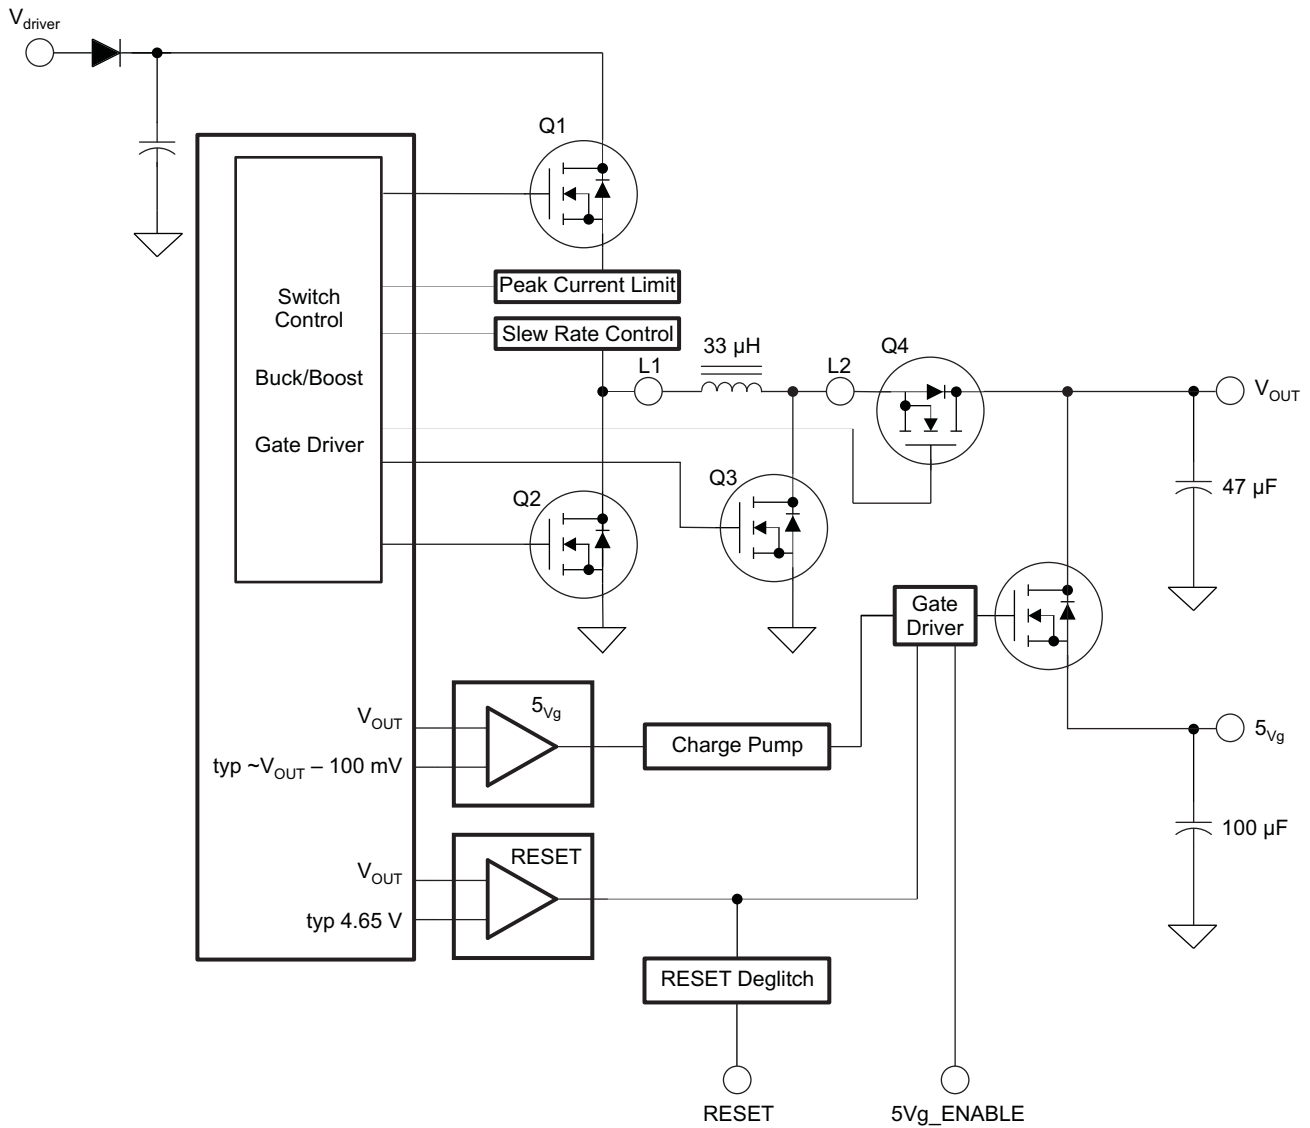 Vdriver
Q1
Peak Current Limit
Slew Rate Control
Switch
Control
Buck/Boost
Gate Driver
33 µH
L1
L2
Q4
VOUT
47 µF
Q2
Q3
Gate
Driver
5Vg
VOUT
typ ~VOUT – 100 mV
Charge Pump
5Vg
100 µF
RESET
VOUT
typ 4.65 V
RESET Deglitch
RESET
5Vg_ENABLE